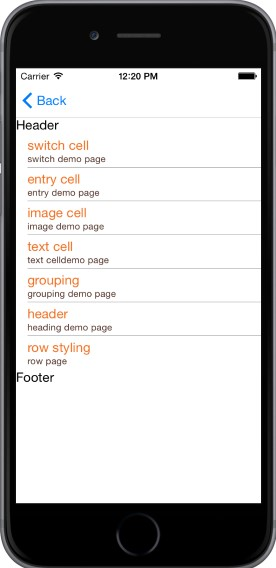 Carrier 12:20 PM
Back
Header
switch cell
switch demo page
entry cell
entry demo page
image cell
image demo page
text cell
text celldemo page
grouping
grouping demo page
header
heading demo page
row styling
row page
Footer